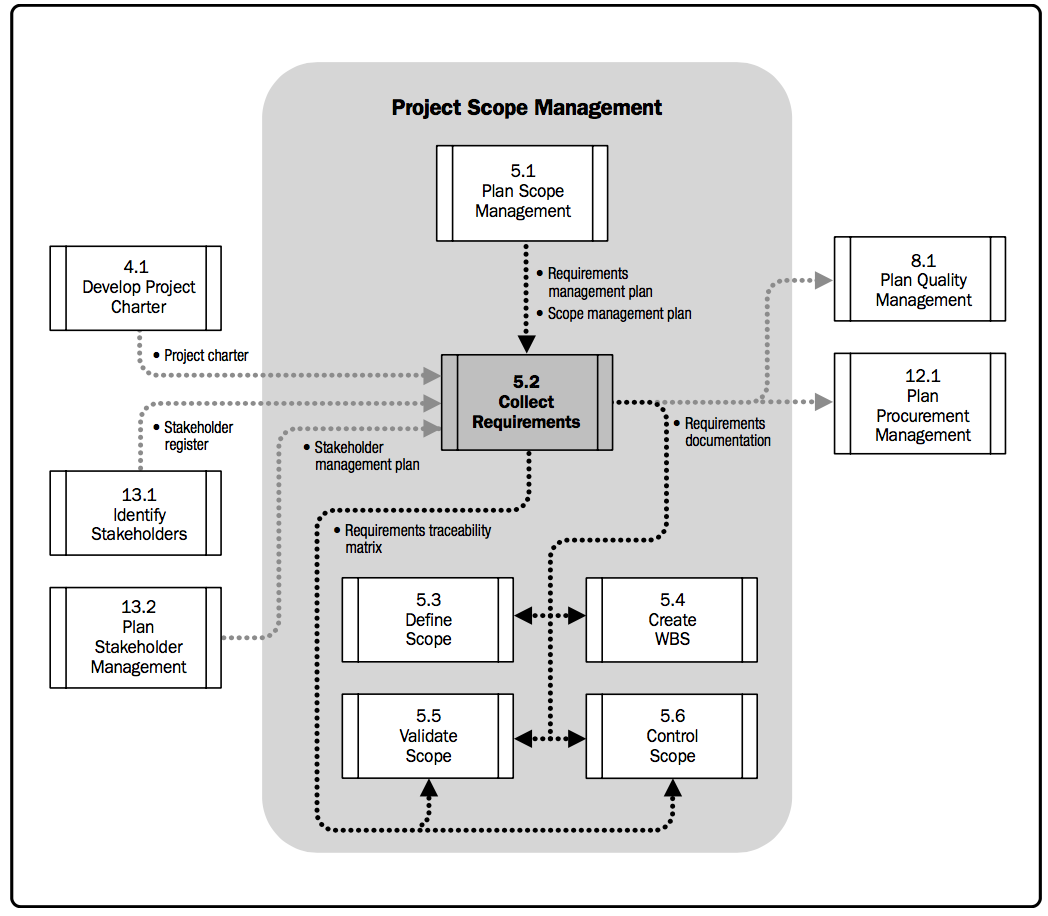 Project Scope Management
5.1
Plan Scope
Management
4.1
Develop Project
Charter
• Requirements
management plan
• Scope management plan
8.1
Plan Quality
Management
• Project charter
5.2
Collect
Requirements
12.1
Plan
Procurement
Management
• Stakeholder
register
• Stakeholder
management plan
• Requirements
documentation
13.1
Identify
Stakeholders
• Requirements traceability
matrix
13.2
Plan
Stakeholder
Management
5.3
Define
Scope
5.4
Create
WBS
5.5
Validate
Scope
5.6
Control
Scope